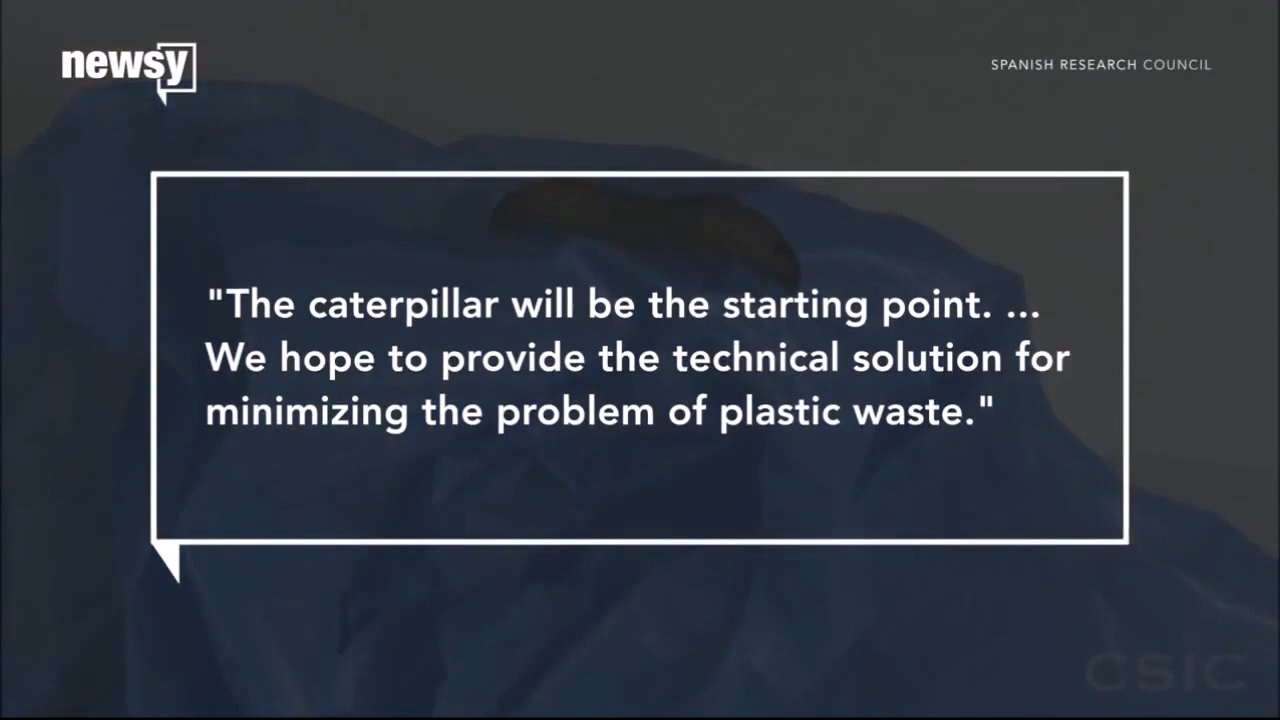 newsy
SPANISH RESEARCH COUNCIL
"The caterpillar will be the starting point. ...
We hope to provide the technical solution for
minimizing the problem of plastic waste."
CSIC